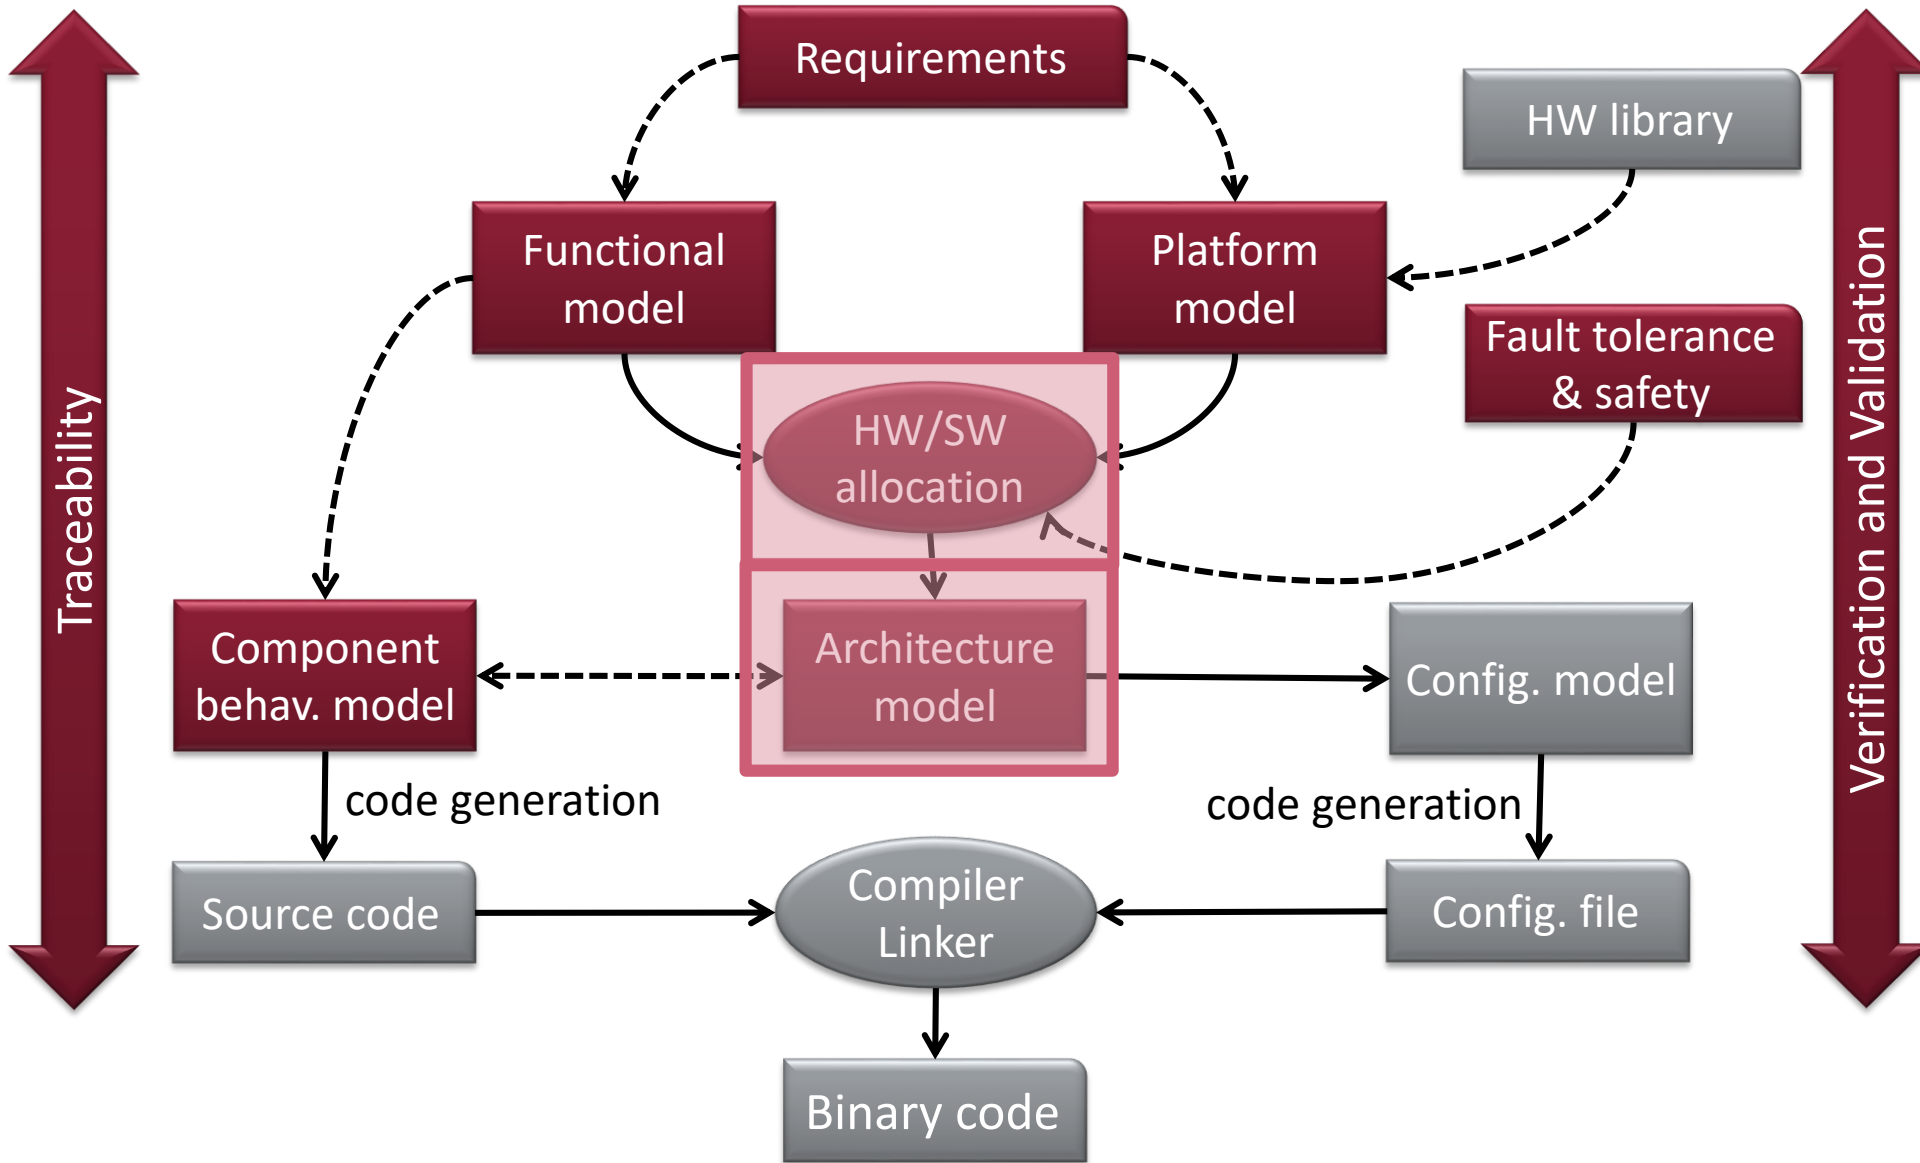 Requirements
HW library
Functional
model
Platform
model
Fault tolerance
& safety
HW/SW
allocation
Traceability
Verification and Validation
Component
behav. model
Architecture
model
Config. model
code generation
code generation
Source code
Compiler
Linker
Config. file
Binary code